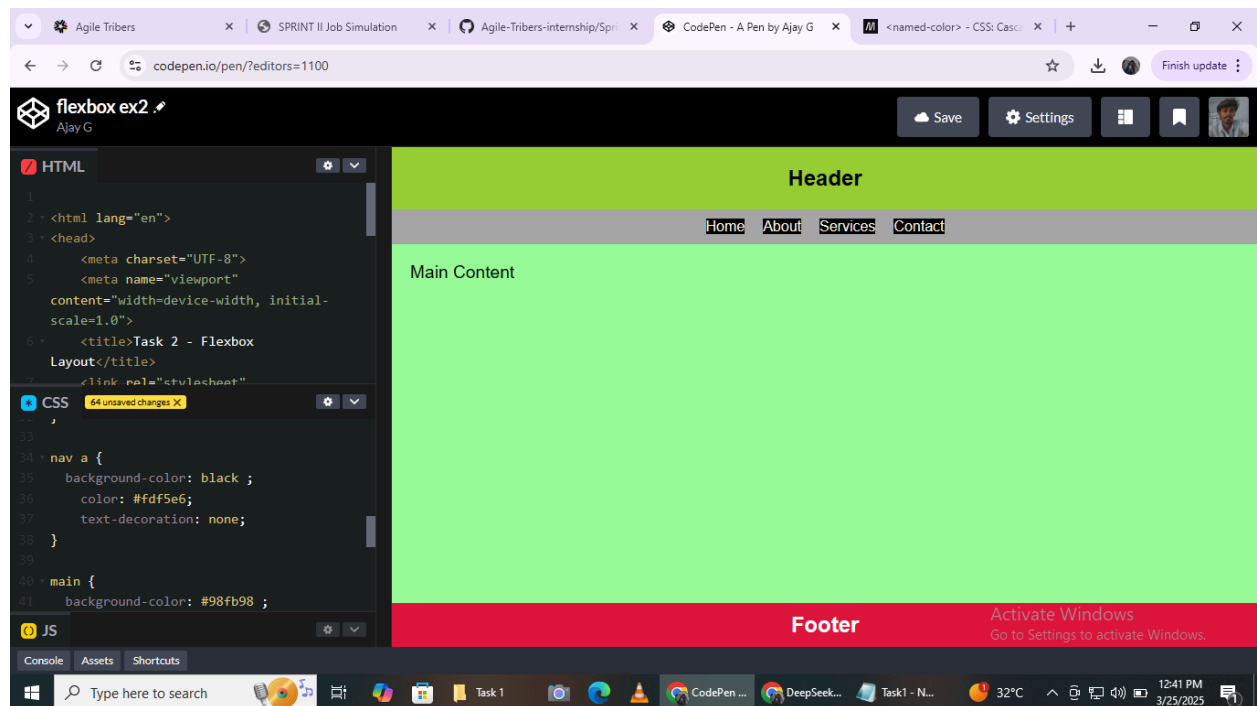 Agile Tribers
SPRINT II Job Simulation
Agile-Tribers-internship/Spri
CodePen - A Pen by Ajay G
<named-color> - CSS: Casc
codepen.io/pen/?editors=1100
Finish update
flexbox ex2
Ajay G
Save
Settings
HTML
1
2 <html lang="en">
3 <head>
4 <meta charset="UTF-8">
5 <meta name="viewport"
content="width=device-width, initial-
scale=1.0">
6 <title>Task 2 - Flexbox
Layout</title>
7 <link rel="stylesheet"
CSS
64 unsaved changes X
}
33
34 nav a {
35 background-color: black ;
36 color: #fdf5e6;
37 text-decoration: none;
38 }
39
40 main {
41 background-color: #98fb98 ;
JS
Header
Home About Services Contact
Main Content
Footer
Activate Windows
Go to Settings to activate Windows.
Console Assets Shortcuts
Type here to search
Task 1
CodePen ...
DeepSeek...
Task1 - N...
1
32°C
12:41 PM
3/25/2025
1